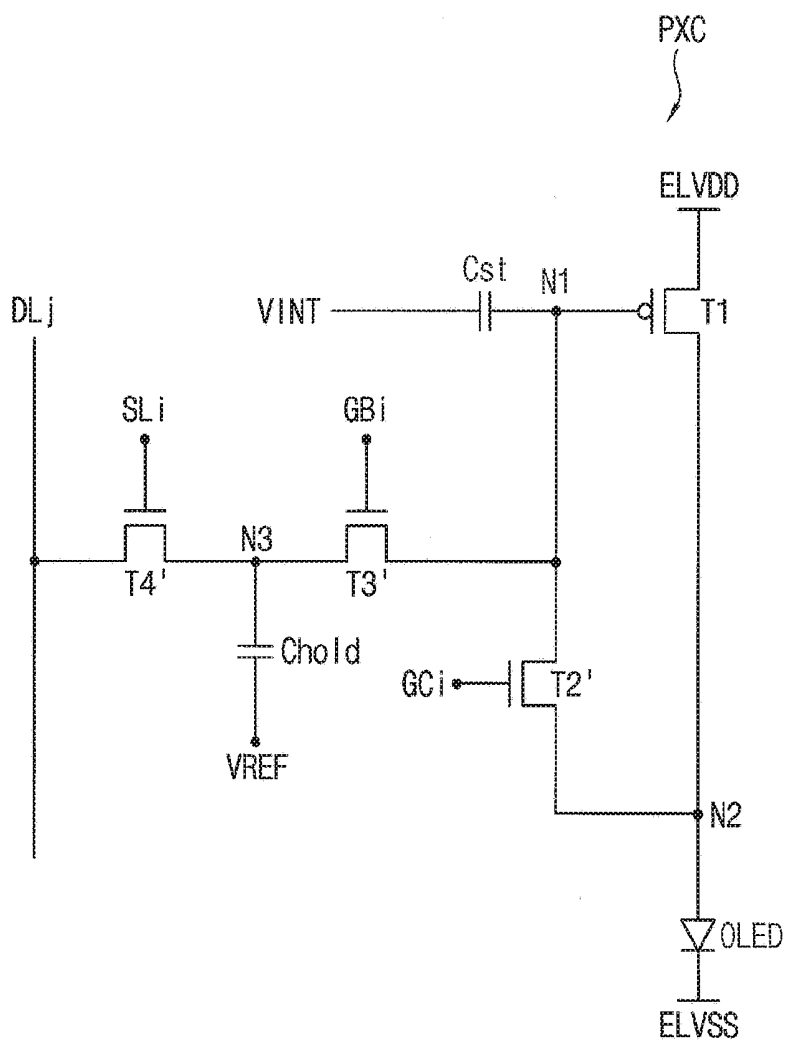 PXC
ELVDD
Cst
N1
DLj
VINT
T1
SLi
GBi
N3
T4'
T3'
Chold
GCi
T2'
VREF
N2
OLED
ELVSS